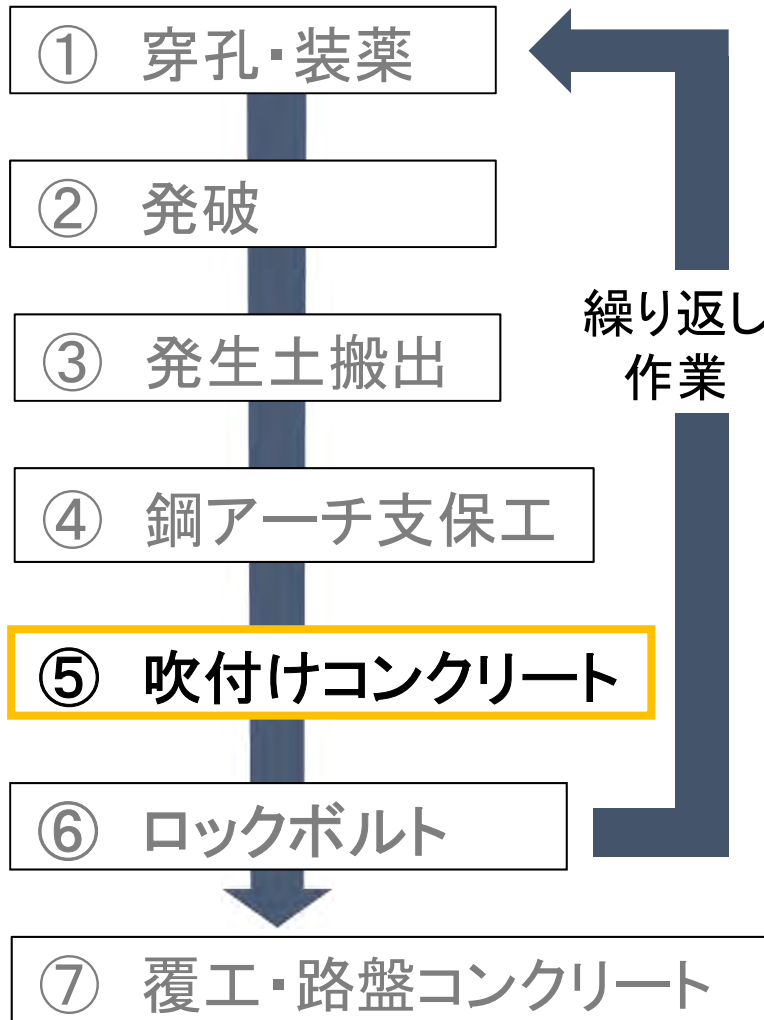 ① 穿孔・装薬
② 発破
繰り返し
作業
③ 発生土搬出
④ 鋼アーチ支保工
⑤ 吹付けコンクリート
⑥ ロックボルト
⑦ 覆工・路盤コンクリート